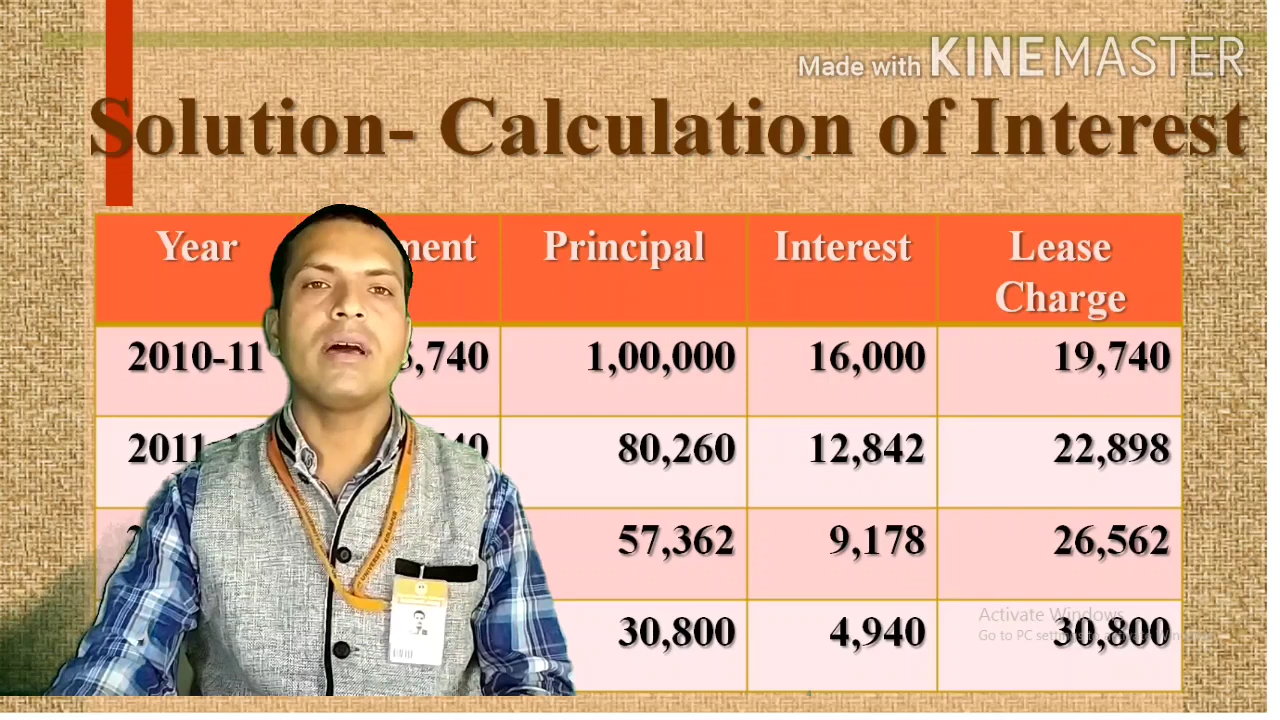 Made with KINEMASTER
Solution- Calculation of Interest
Year Principal Interest Lease
Charge
2010-11 1,00,000 16,000 19,740
80,260 12,842 22,898
57,362 9,178 26,562
Activate Windows
30,800 4,940 30,800